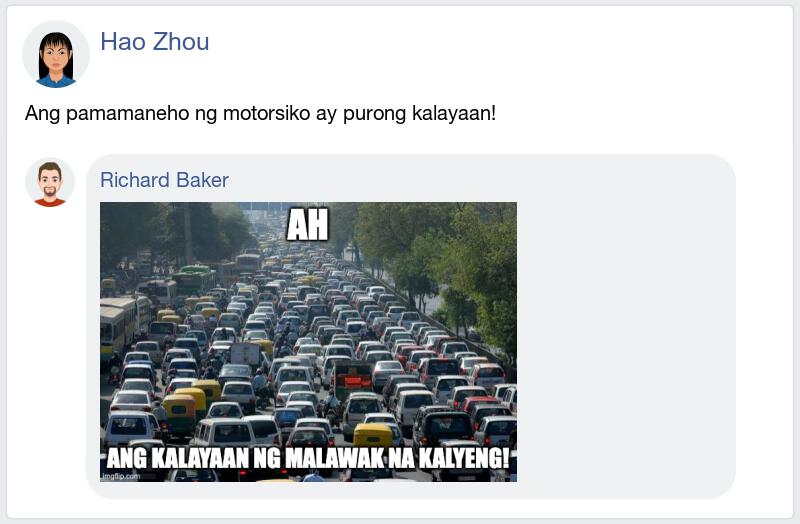 Hao Zhou
Ang pamamaneho ng motorsiko ay purong kalayaan!
Richard Baker
AH
ANG KALAYAAN NG MALAWAK NA KALYENG!
imgflip.com